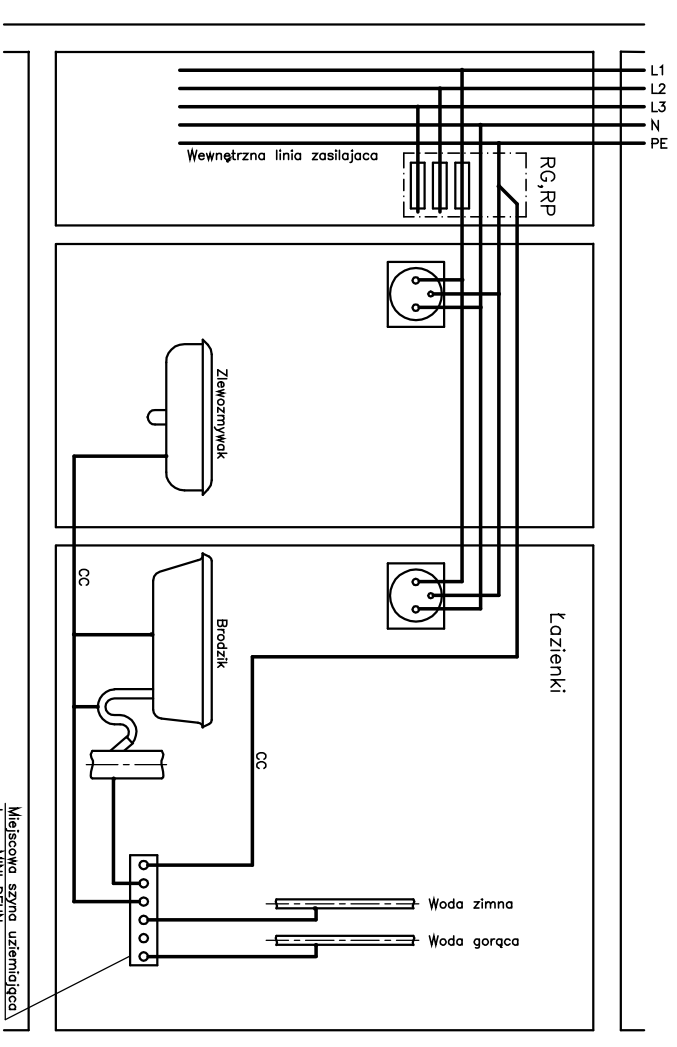 L1
L2
L3
N
PE
Wewnętrzna linia zasilajaca
RG,RP
Zlewozmywak
CC
Brodzik
Łazienki
CC
Woda zimna
Woda gorąca
Miejscowa szyna uziemiająca